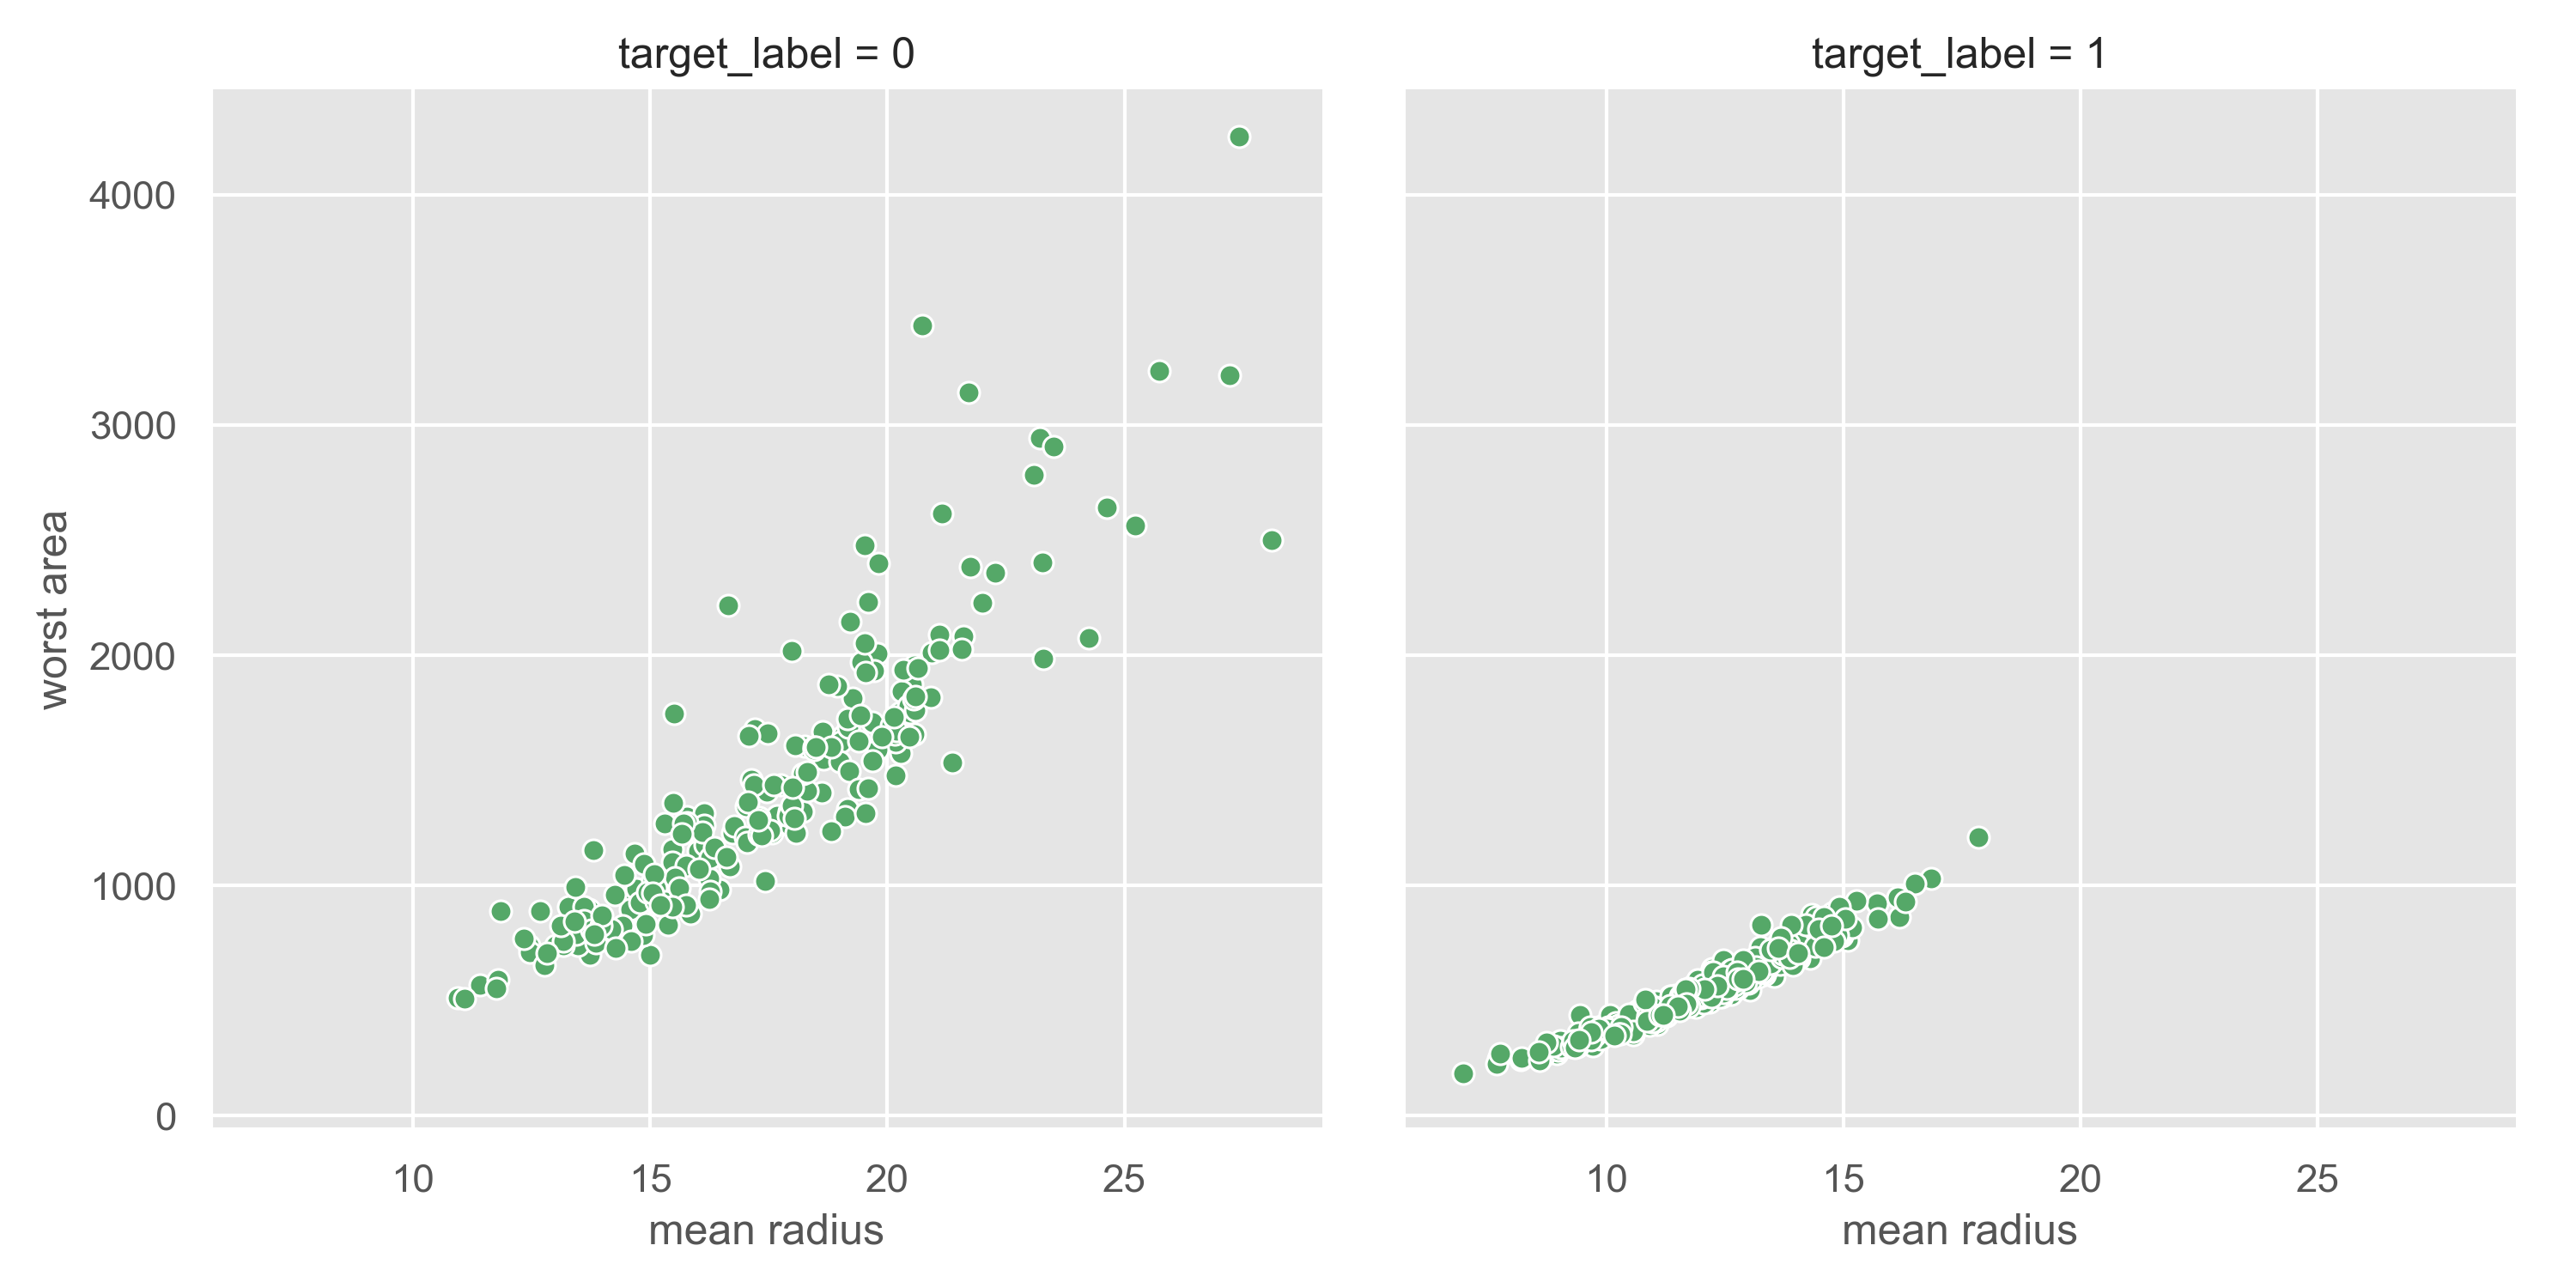 target_label = 0
target_label = 1
4000
3000
2000
1000
0
worst area
10 15 20 25
10 15 20 25
mean radius
mean radius